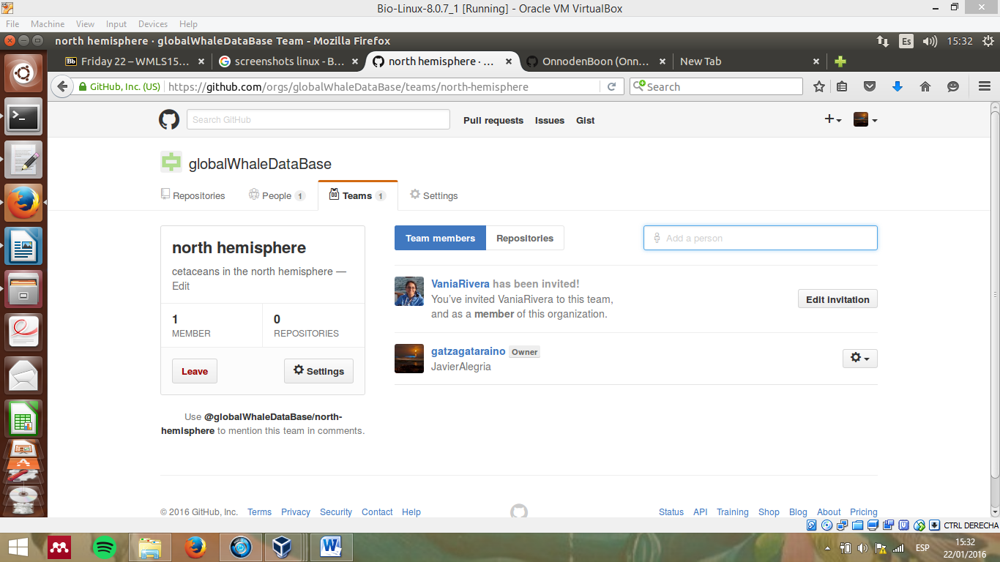 Bio-Linux-8.0.7_1 [Running] - Oracle VM VirtualBox
File Machine View Input Devices Help
north hemisphere · globalWhaleDataBase Team - Mozilla Firefox
Es 15:32
Bb Friday 22 – WMLS15... screenshots linux - B... north hemisphere · ... OnnodenBoon (Onn... New Tab
GitHub, Inc. (US) https://github.com/orgs/globalWhaleDataBase/teams/north-hemisphere Search
Search GitHub Pull requests Issues Gist
globalWhaleDataBase
Repositories People 1 Teams 1 Settings
north hemisphere
cetaceans in the north hemisphere —
Edit
1 0
MEMBER REPOSITORIES
Leave Settings
Use @globalWhaleDataBase/north-
hemisphere to mention this team in comments.
Team members Repositories Add a person
VaniaRivera has been invited!
You've invited VaniaRivera to this team,
and as a member of this organization.
Edit invitation
gatzagataraino Owner
JavierAlegria
© 2016 GitHub, Inc. Terms Privacy Security Contact Help Status API Training Shop Blog About Pricing
CTRL DERECHA
ESP 15:32
22/01/2016